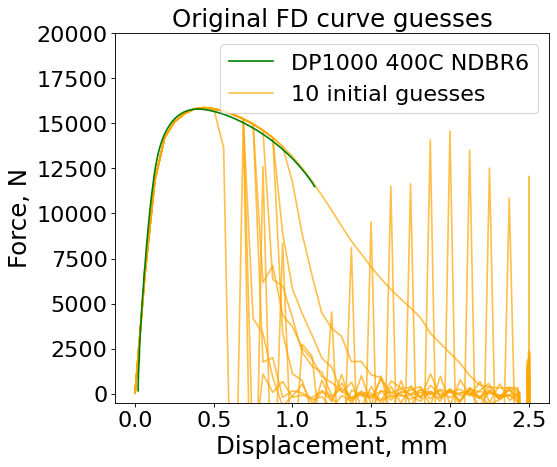 Original FD curve guesses
DP1000 400C NDBR6
10 initial guesses
Force, N
20000
17500
15000
12500
10000
7500
5000
2500
0
0.0 0.5 1.0 1.5 2.0 2.5
Displacement, mm